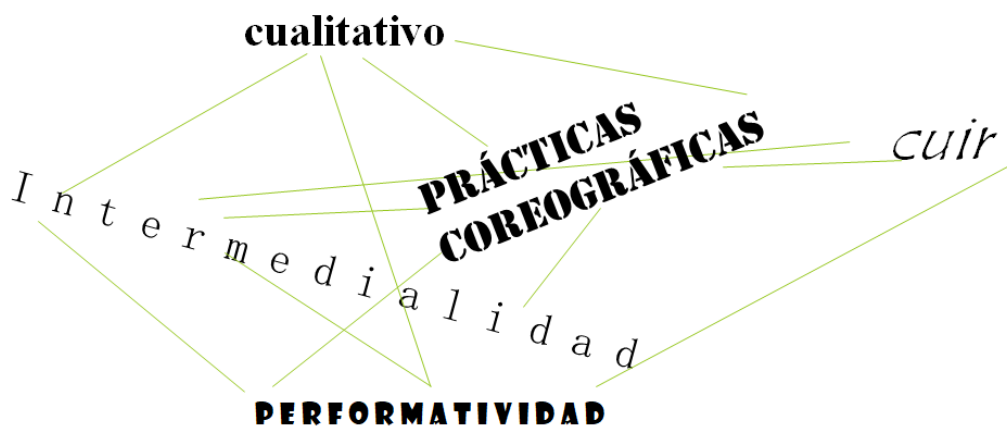 cualitativo
PRÁCTICAS
COREOGRÁFICAS
cuir
Intermedialidad
PERFORMATIVIDAD